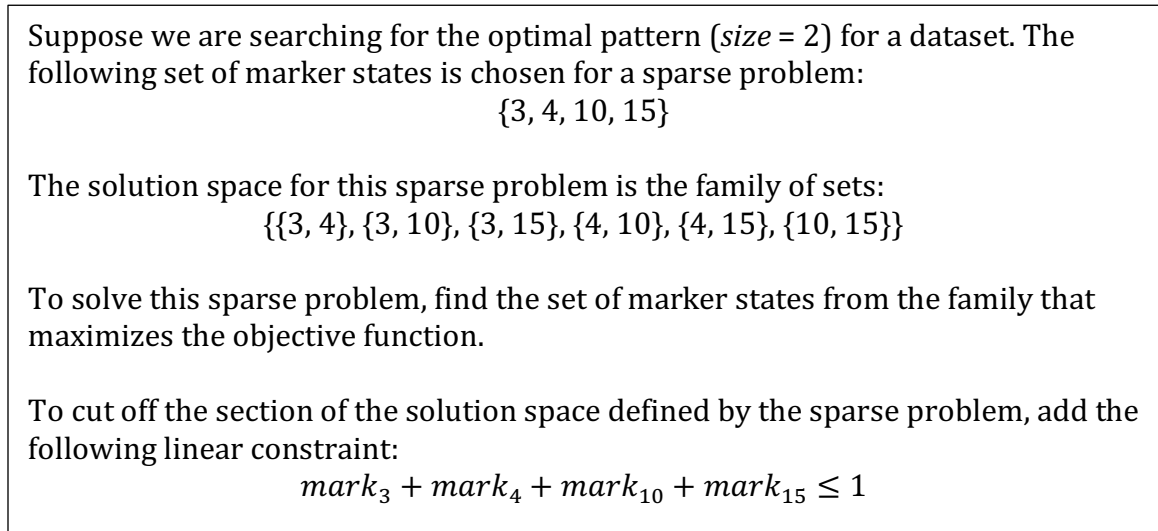 Suppose we are searching for the optimal pattern (size = 2) for a dataset. The
following set of marker states is chosen for a sparse problem:
{3, 4, 10, 15}
The solution space for this sparse problem is the family of sets:
{{3, 4}, {3, 10}, {3, 15}, {4, 10}, {4, 15}, {10, 15}}
To solve this sparse problem, find the set of marker states from the family that
maximizes the objective function.
To cut off the section of the solution space defined by the sparse problem, add the
following linear constraint:
mark₃ + mark₄ + mark₁₀ + mark₁₅ ≤ 1